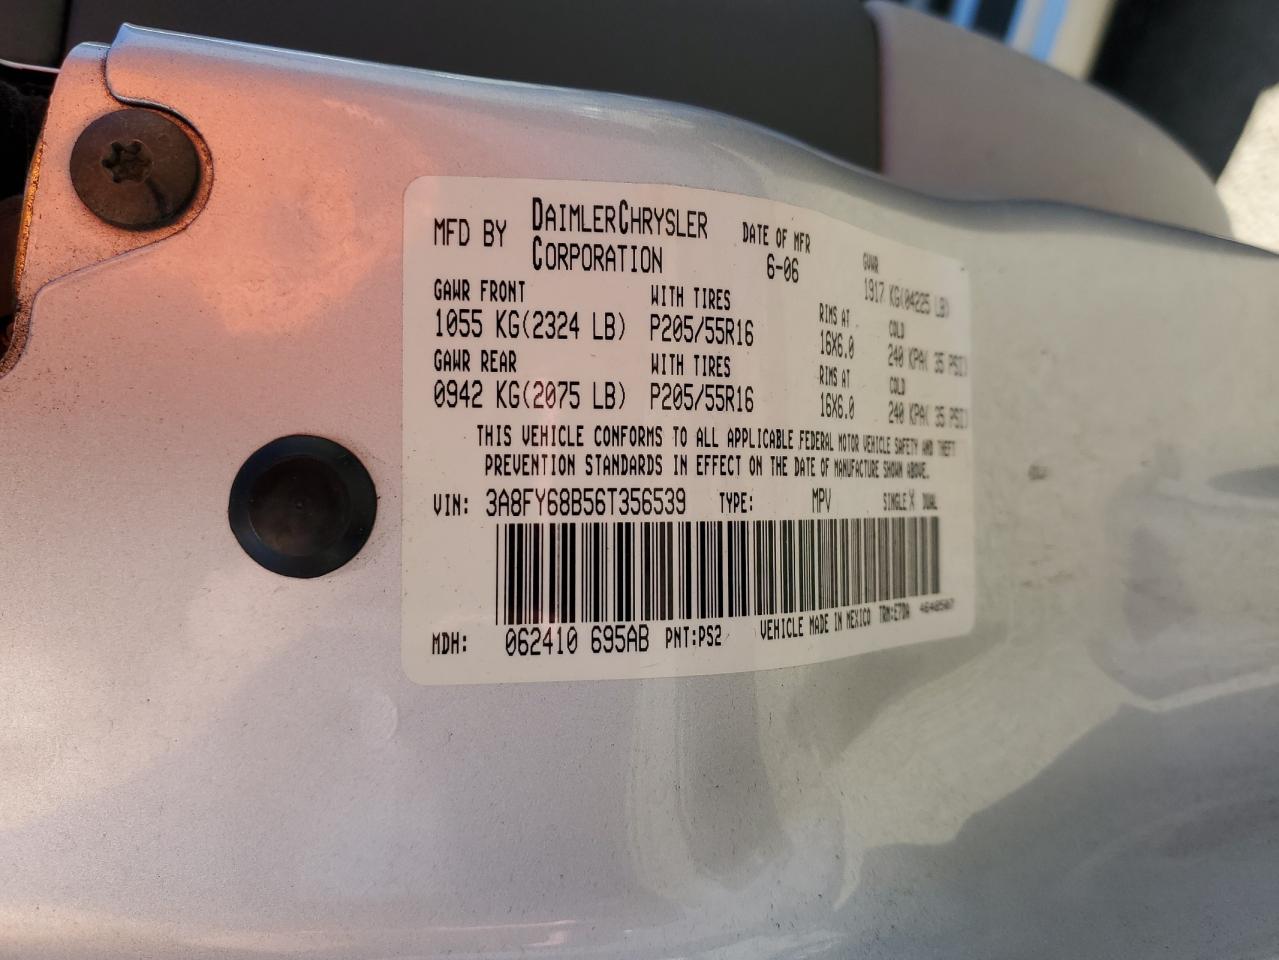 MFD BY DAIMLERCHRYSLER CORPORATION
DATE OF MFR 6-06
GVWR 1917 KG(04225 LB)
GAWR FRONT WITH TIRES RIMS AT COLD
1055 KG(2324 LB) P205/55R16 16X6.0 240 KPA( 35 PSI)
GAWR REAR WITH TIRES RIMS AT COLD
0942 KG(2075 LB) P205/55R16 16X6.0 240 KPA( 35 PSI)
THIS VEHICLE CONFORMS TO ALL APPLICABLE FEDERAL MOTOR VEHICLE SAFETY AND THEFT
PREVENTION STANDARDS IN EFFECT ON THE DATE OF MANUFACTURE SHOWN ABOVE.
VIN: 3A8FY68B56T356539 TYPE: MPV SINGLE X DUAL
MDH: 062410 695AB PNT:PS2 VEHICLE MADE IN MEXICO TRM:E7DA